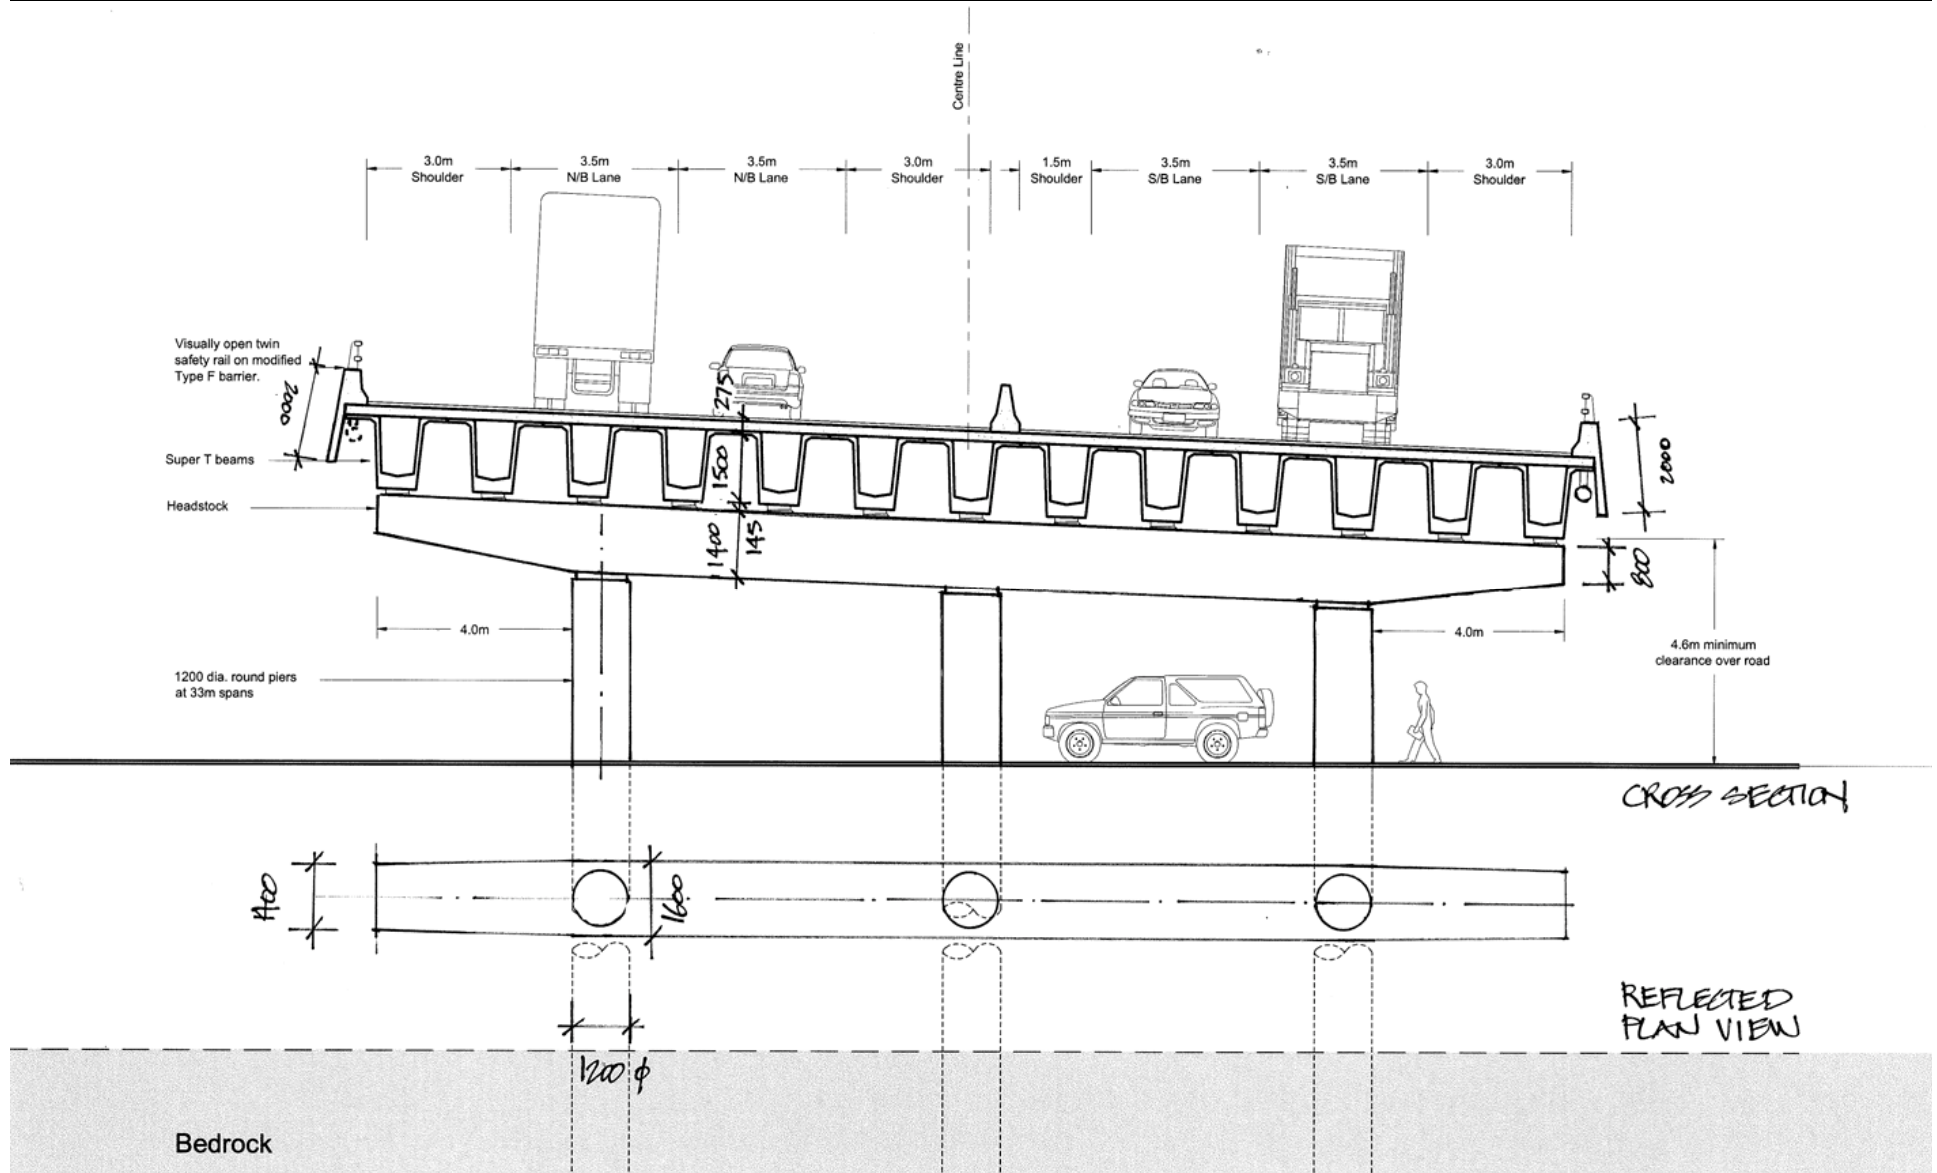 Centre Line
3.0m
Shoulder
3.5m
N/B Lane
3.5m
N/B Lane
3.0m
Shoulder
1.5m
Shoulder
3.5m
S/B Lane
3.5m
S/B Lane
3.0m
Shoulder
Visually open twin
safety rail on modified
Type F barrier.
2000
275
Super T beams
1500
2000
Headstock
1400
145
800
4.0m
4.0m
4.6m minimum
clearance over road
1200 dia. round piers
at 33m spans
CROSS SECTION
1600
REFLECTED
PLAN VIEW
1200 φ
Bedrock